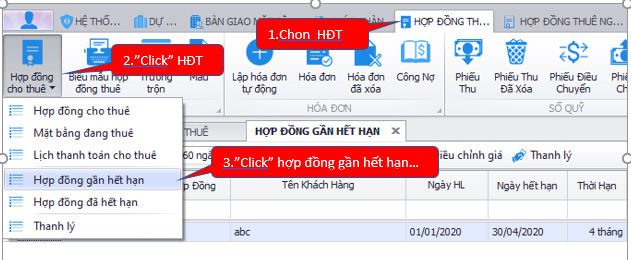 HỆ THỐ... DỰ ... BÀN GIAO M HÀN HỢP ĐỒNG TH... HỢP ĐỒNG THUÊ NG...
1.Chọn HĐT
2."Click" HĐT
Hợp đồng cho thuê
Biểu mẫu hợp đồng thuê
Trường trộn
Mẫu
Lập hóa đơn tự động
Hóa đơn
Hóa đơn đã xóa
Công Nợ
Phiếu Thu
Phiếu Thu Đã Xóa
Phiếu Điều Chuyển
Phiếu Chuyển
HÓA ĐƠN
SỔ QUỸ
Hợp đồng cho thuê
Mặt bằng đang thuê
Lịch thanh toán cho thuê
Hợp đồng gần hết hạn
Hợp đồng đã hết hạn
Thanh lý
THUÊ HỢP ĐỒNG GẦN HẾT HẠN
60 ngà
3."Click" hợp đồng gần hết hạn...
iều chỉnh giá Thanh lý
Đồng Tên Khách Hàng Ngày HL Ngày hết hạn Thời Hạn
abc 01/01/2020 30/04/2020 4 tháng